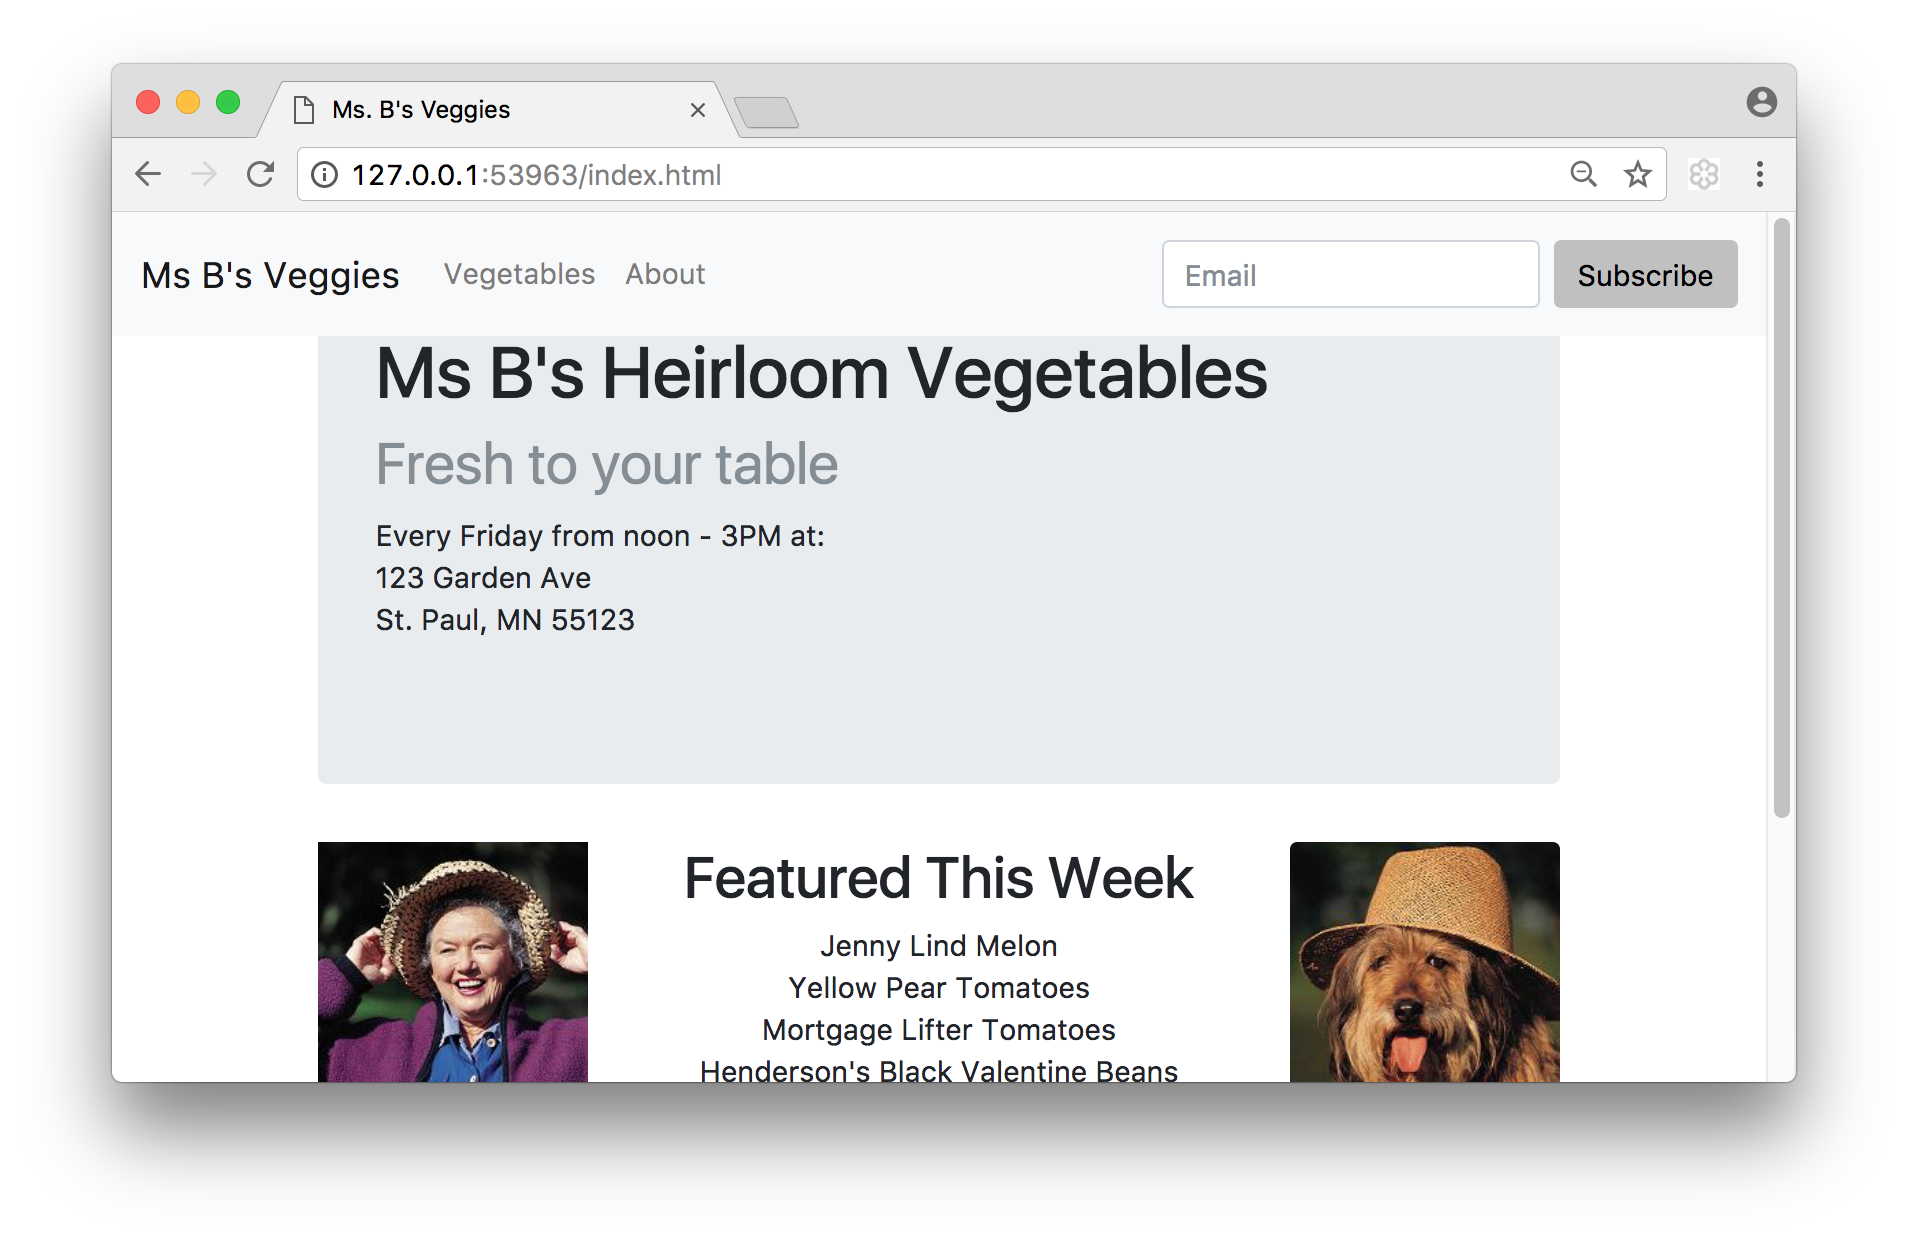 Ms. B's Veggies
127.0.0.1:53963/index.html
Ms B's Veggies Vegetables About Email Subscribe
Ms B's Heirloom Vegetables
Fresh to your table
Every Friday from noon - 3PM at:
123 Garden Ave
St. Paul, MN 55123
Featured This Week
Jenny Lind Melon
Yellow Pear Tomatoes
Mortgage Lifter Tomatoes
Henderson's Black Valentine Beans